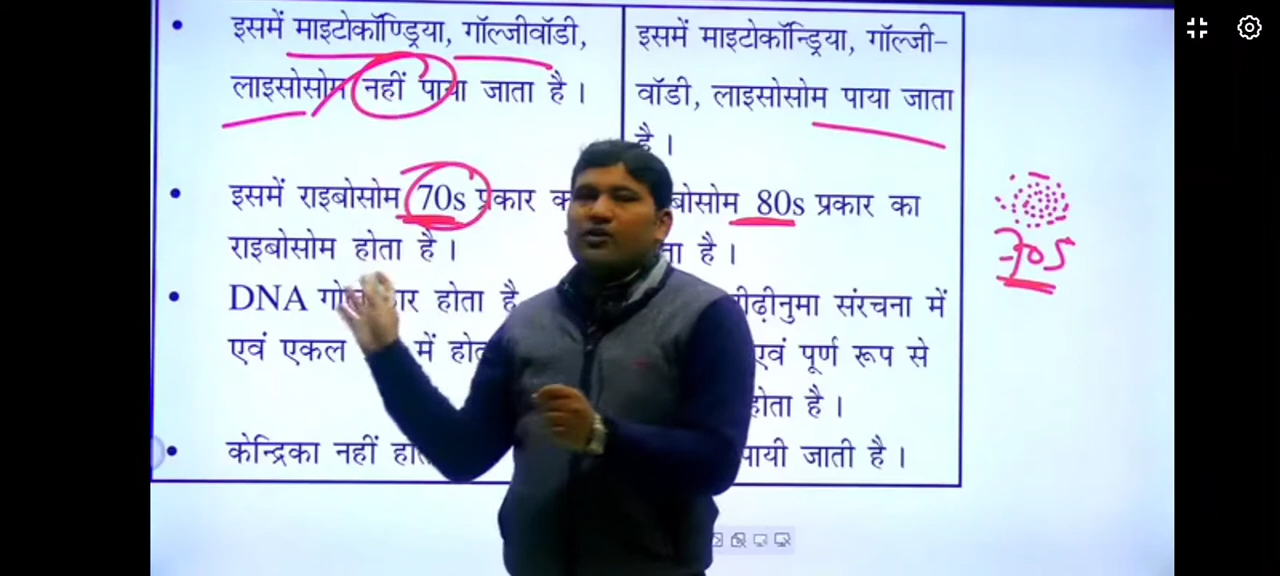 इसमें माइटोकॉण्ड्रिया, गॉल्जीवॉडी,
लाइसोसोम नहीं पाया जाता है ।
इसमें राइबोसोम 70s प्रकार
राइबोसोम होता है ।
DNA होता है
एवं एकल में
केन्द्रिका नहीं
इसमें माइटोकॉन्ड्रिया, गॉल्जी-
वॉडी, लाइसोसोम पाया जाता
है ।
80s प्रकार का
है ।
संरचना में
एवं पूर्ण रूप से
होता है ।
पायी जाती है ।
70S